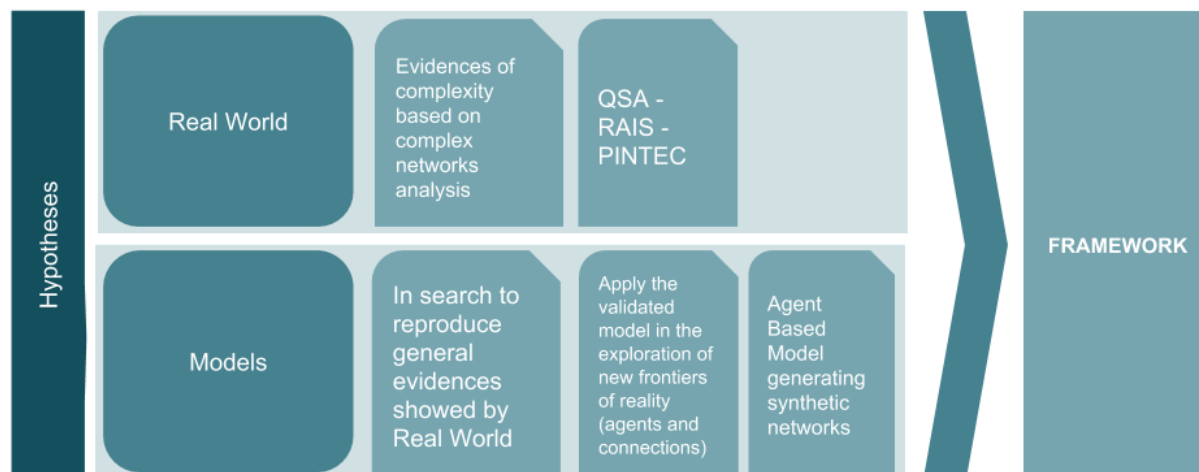 Hypotheses
Real World
Evidences of
complexity
based on
complex
networks
analysis
QSA -
RAIS -
PINTEC
Models
In search to
reproduce
general
evidences
showed by
Real World
Apply the
validated
model in the
exploration of
new frontiers
of reality
(agents and
connections)
Agent
Based
Model
generating
synthetic
networks
FRAMEWORK